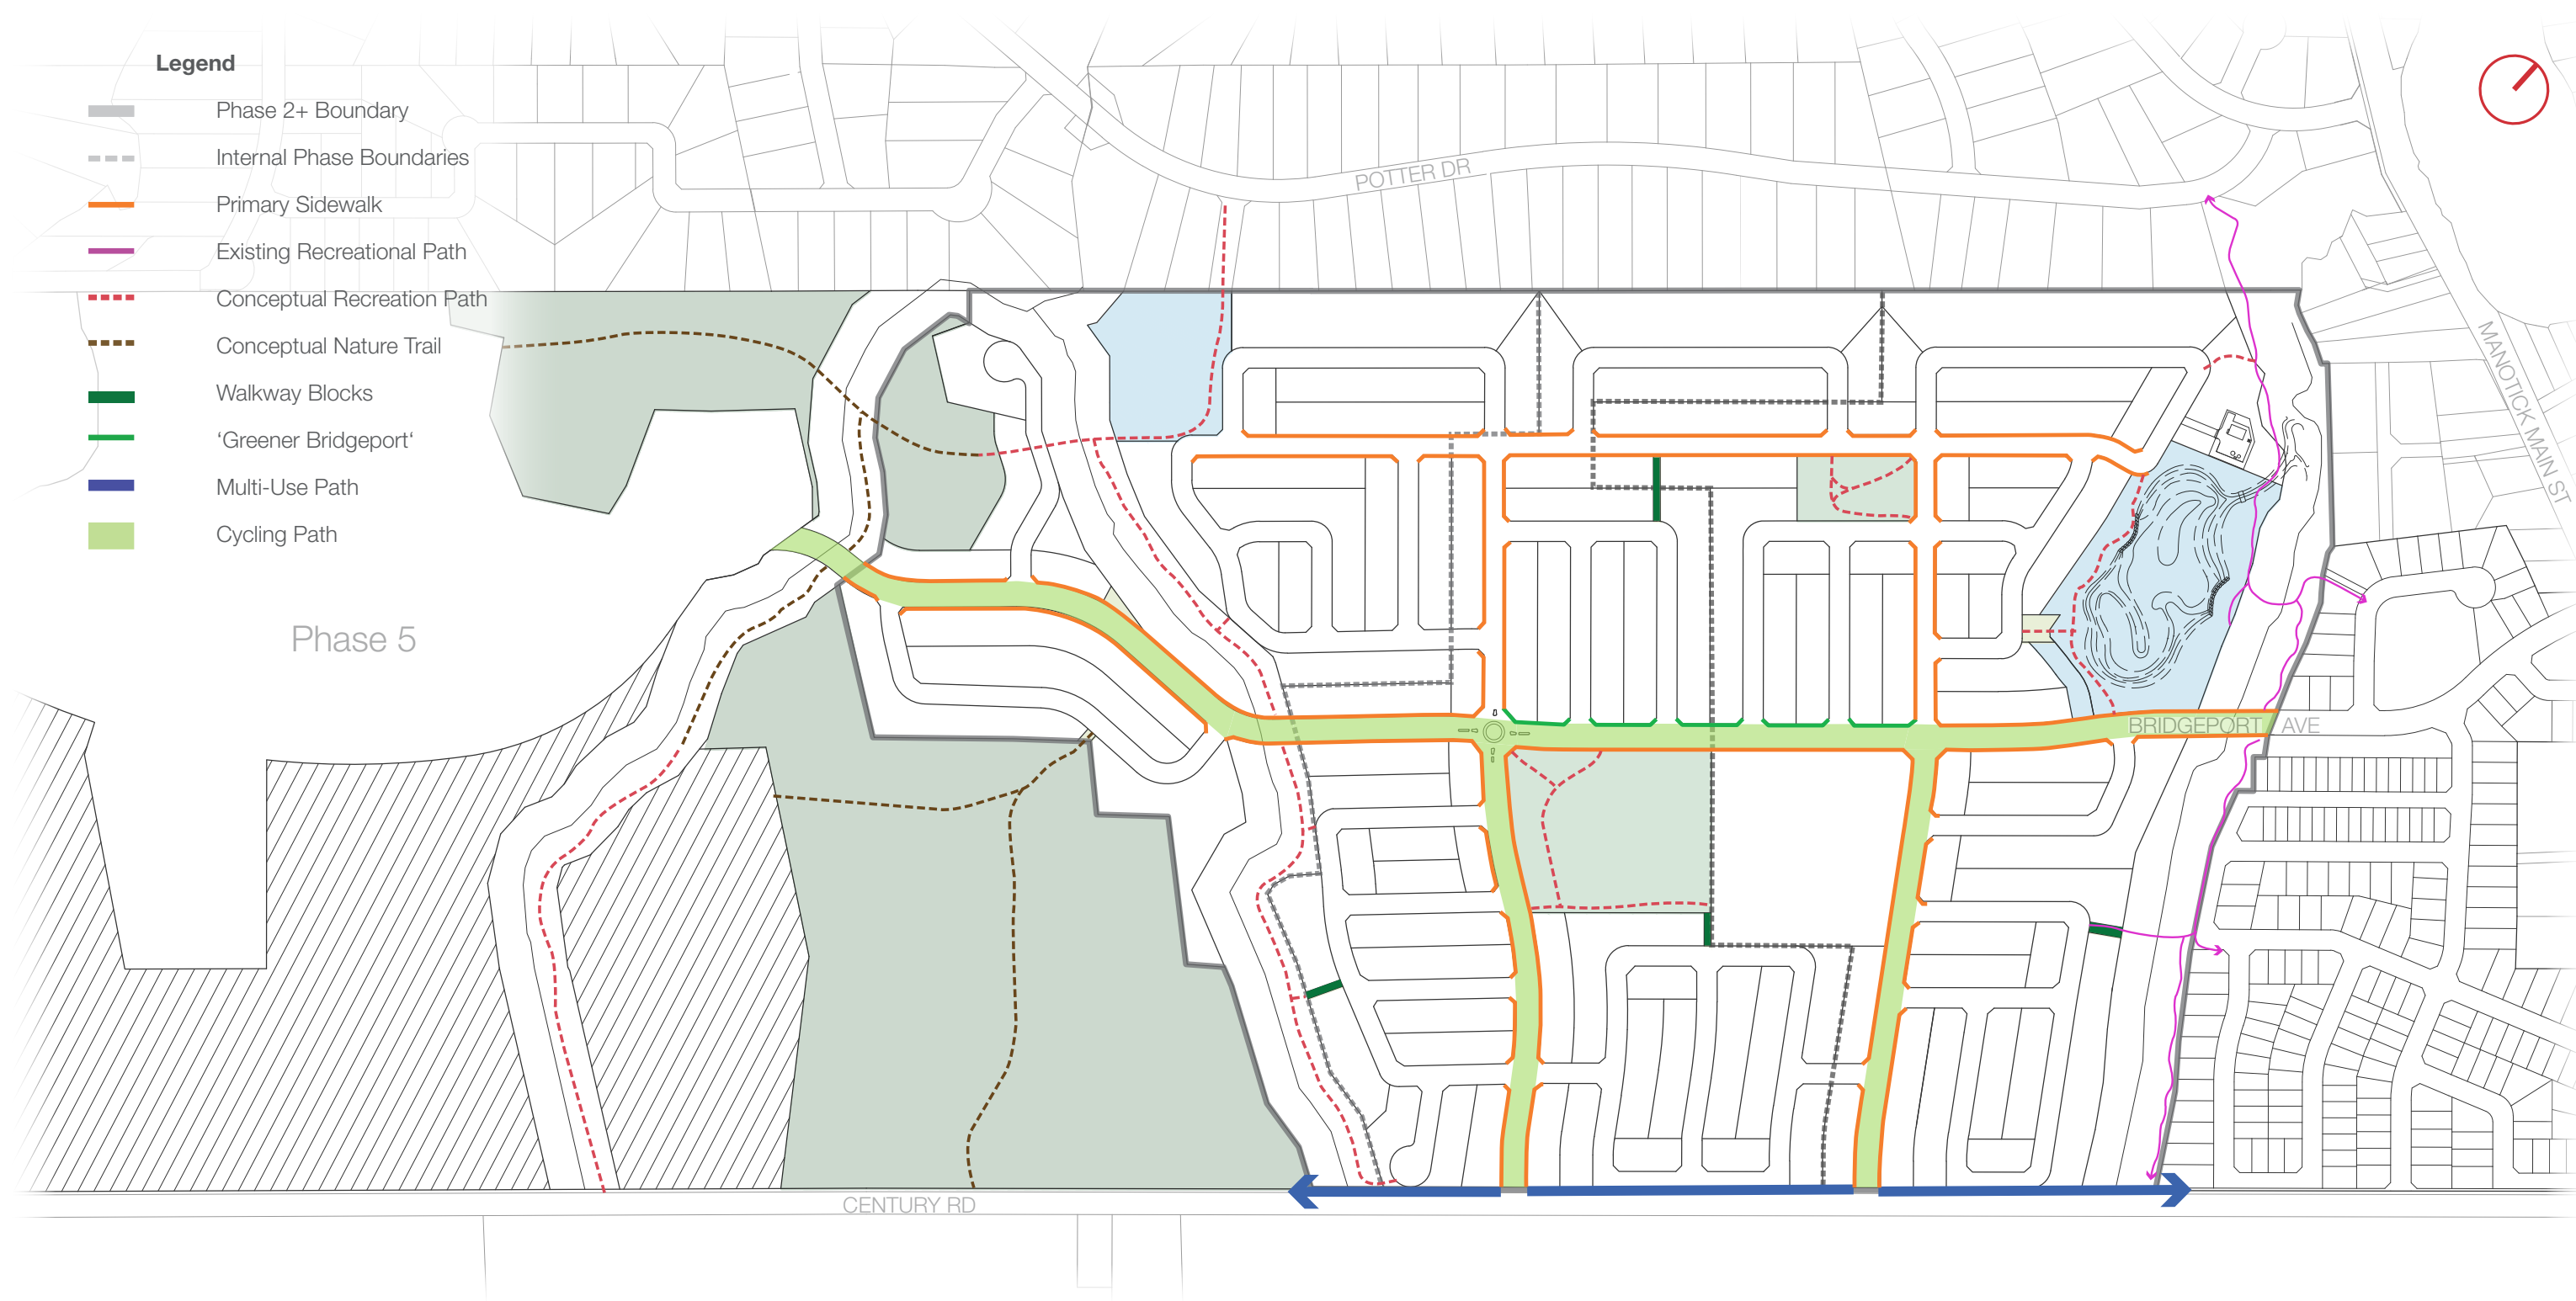 Legend
Phase 2+ Boundary
Internal Phase Boundaries
Primary Sidewalk
Existing Recreational Path
Conceptual Recreation Path
Conceptual Nature Trail
Walkway Blocks
‘Greener Bridgeport‘
Multi-Use Path
Cycling Path
POTTER DR
MANOTICK MAIN ST
Phase 5
BRIDGEPORT AVE
CENTURY RD